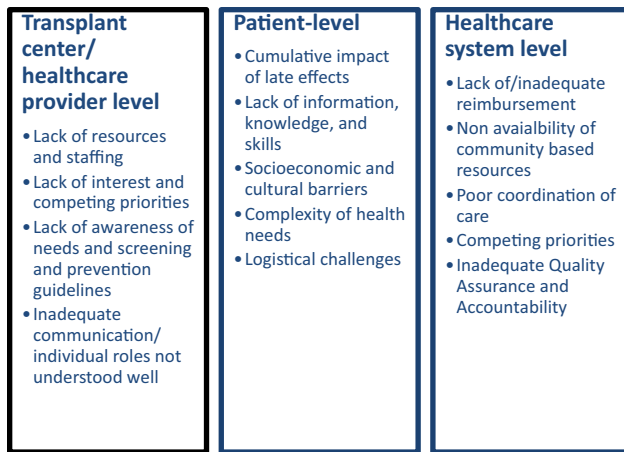 Transplant
center/
healthcare
provider level
• Lack of resources
and staffing
• Lack of interest and
competing priorities
• Lack of awareness of
needs and screening
and prevention
guidelines
• Inadequate
communication/
individual roles not
understood well
Patient-level
• Cumulative impact
of late effects
• Lack of information,
knowledge, and
skills
• Socioeconomic and
cultural barriers
• Complexity of health
needs
• Logistical challenges
Healthcare
system level
• Lack of/inadequate
reimbursement
• Non avaialbility of
community based
resources
• Poor coordination of
care
• Competing priorities
• Inadequate Quality
Assurance and
Accountability